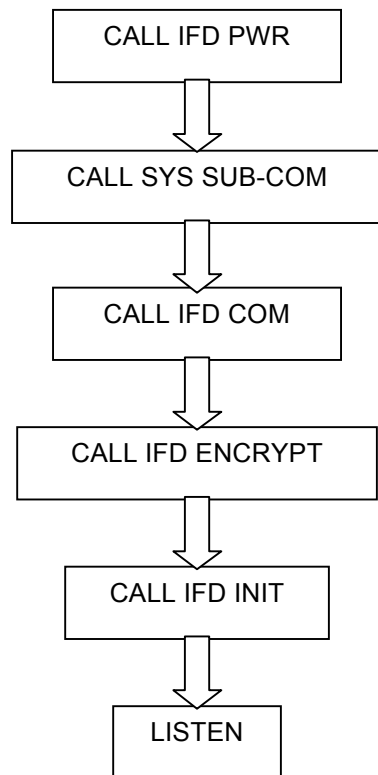 CALL IFD PWR
CALL SYS SUB-COM
CALL IFD COM
CALL IFD ENCRYPT
CALL IFD INIT
LISTEN